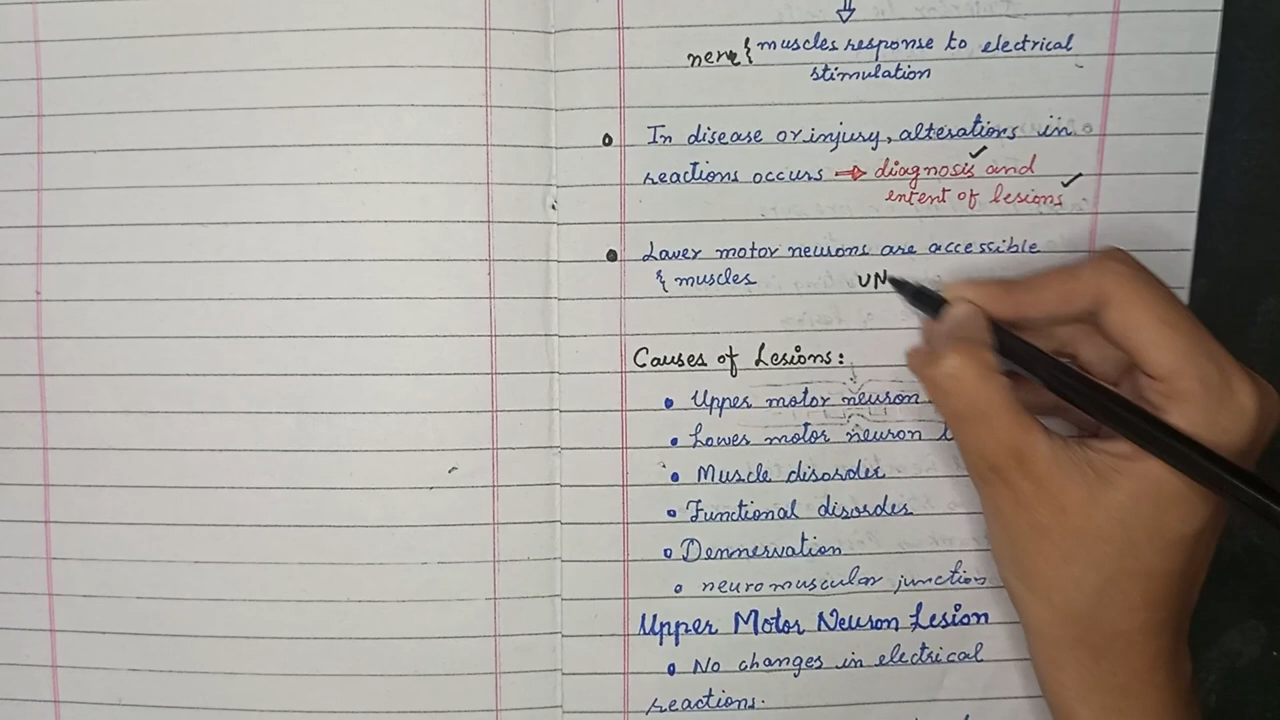 nerve { muscles response to electrical
stimulation
In disease or injury, alterations in
reactions occurs ⇒ diagnosis and
entent of lesions
Lower motor neurons are accessible
{ muscles UN
Causes of Lesions:
Upper motor neuron
Lower motor neuron
Muscle disorder
Functional disorder
Dennervation
neuromuscular junction
Upper Motor Neuron Lesion
No changes in electrical
reactions.